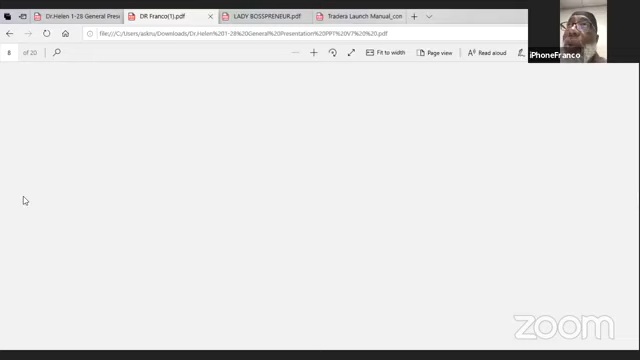 Dr.Helen 1-28 General Prese
DR Franco(1).pdf
LADY BOSSPRENEUR.pdf
Tradera Launch Manual_con
file:///C:/Users/askru/Downloads/Dr.Helen%201-28%20General%20Presentation%20PPT%20V7%20%20.pdf
8 of 20
Fit to width
Page view
Read aloud
iPhoneFranco
zoom